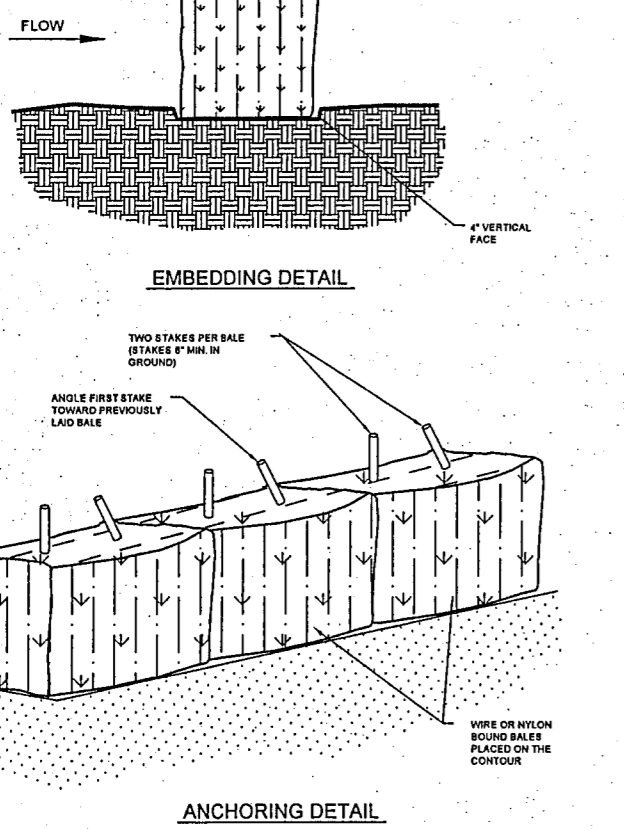 FLOW
4" VERTICAL
FACE
EMBEDDING DETAIL
TWO STAKES PER BALE
(STAKES 6" MIN. IN
GROUND)
ANGLE FIRST STAKE
TOWARD PREVIOUSLY
LAID BALE
WIRE OR NYLON
BOUND BALES
PLACED ON THE
CONTOUR
ANCHORING DETAIL